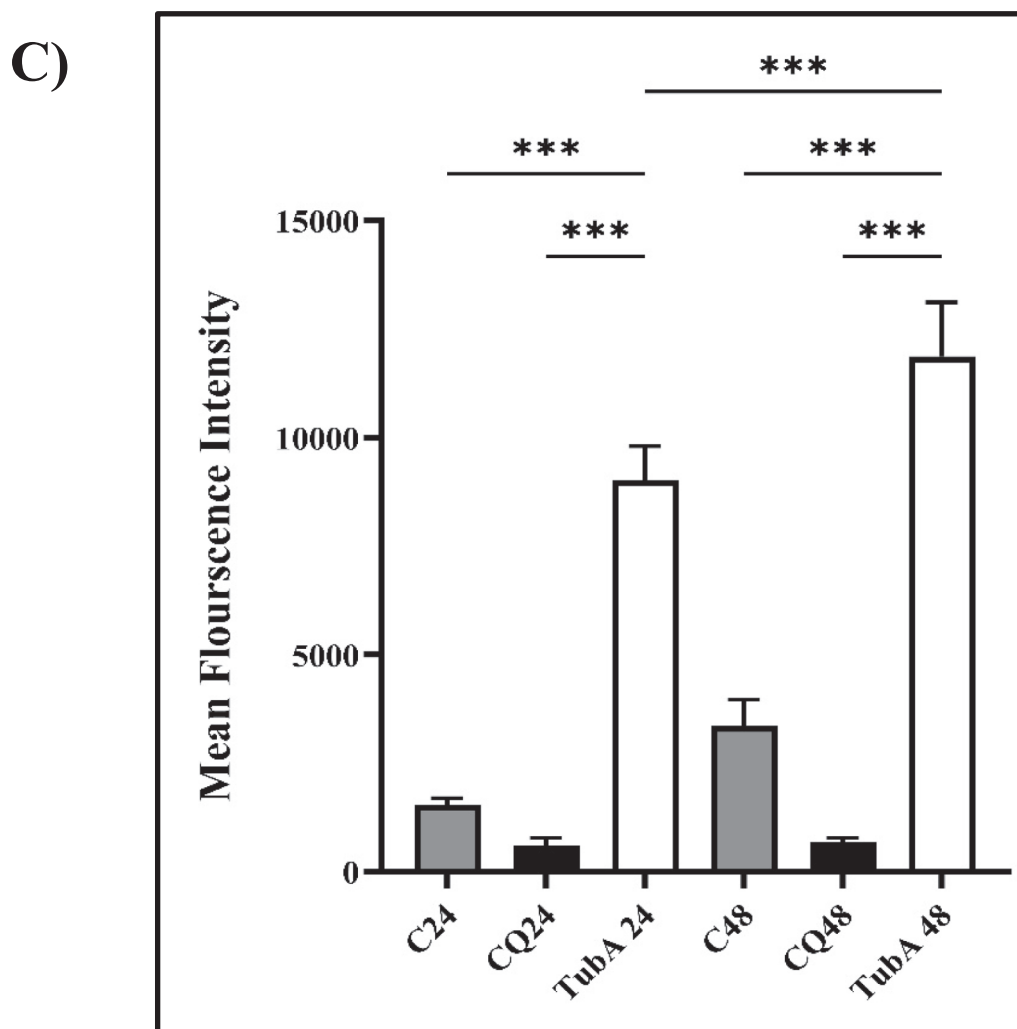 C)
***
*** ***
*** ***
15000
10000
5000
0
Mean Flourscence Intensity
C24
CQ24
TubA 24
C48
CQ48
TubA 48